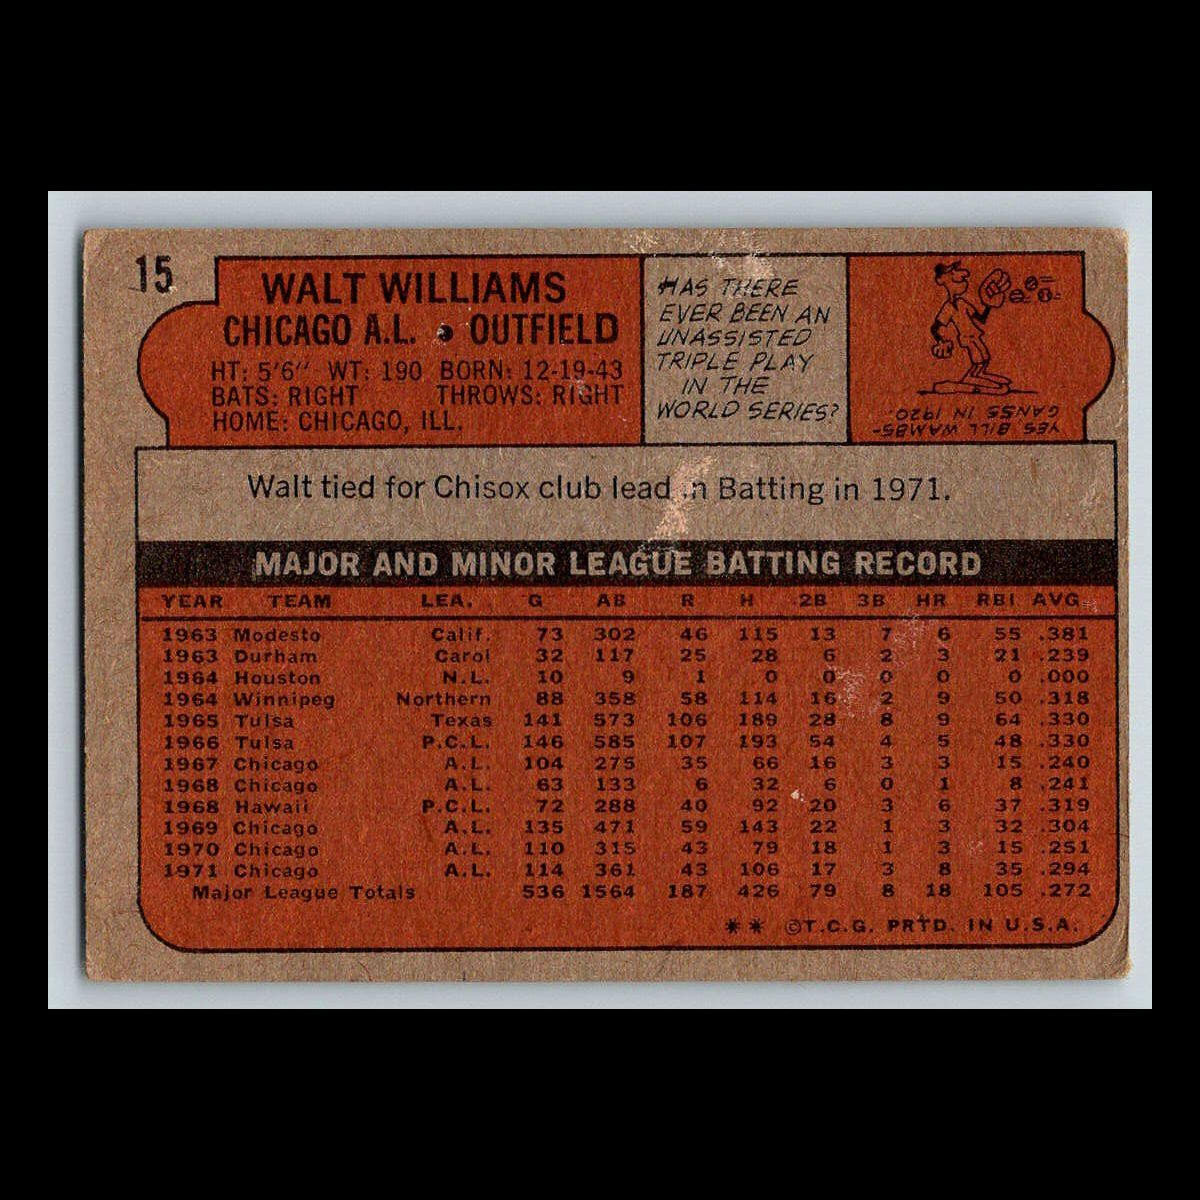 15
WALT WILLIAMS
CHICAGO A.L. • OUTFIELD
HT: 5'6" WT: 190 BORN: 12-19-43
BATS: RIGHT THROWS: RIGHT
HOME: CHICAGO, ILL.
HAS THERE
EVER BEEN AN
UNASSISTED
TRIPLE PLAY
IN THE
WORLD SERIES?
YES. BILL WAMBS-
GANSS IN 1920.
Walt tied for Chisox club lead in Batting in 1971.
MAJOR AND MINOR LEAGUE BATTING RECORD
YEAR TEAM LEA. G AB R H 2B 3B HR RBI AVG.
1963 Modesto Calif. 73 302 46 115 13 7 6 55 .381
1963 Durham Carol 32 117 25 28 6 2 3 21 .239
1964 Houston N.L. 10 9 1 0 0 0 0 0 .000
1964 Winnipeg Northern 88 358 58 114 16 2 9 50 .318
1965 Tulsa Texas 141 573 106 189 28 8 9 64 .330
1966 Tulsa P.C.L. 146 585 107 193 54 4 5 48 .330
1967 Chicago A.L. 104 275 35 66 16 3 3 15 .240
1968 Chicago A.L. 63 133 6 32 6 0 1 8 .241
1968 Hawaii P.C.L. 72 288 40 92 20 3 6 37 .319
1969 Chicago A.L. 135 471 59 143 22 1 3 32 .304
1970 Chicago A.L. 110 315 43 79 18 1 3 15 .251
1971 Chicago A.L. 114 361 43 106 17 3 8 35 .294
Major League Totals 536 1564 187 426 79 8 18 105 .272
** ©T.C.G. PRTD. IN U.S.A.